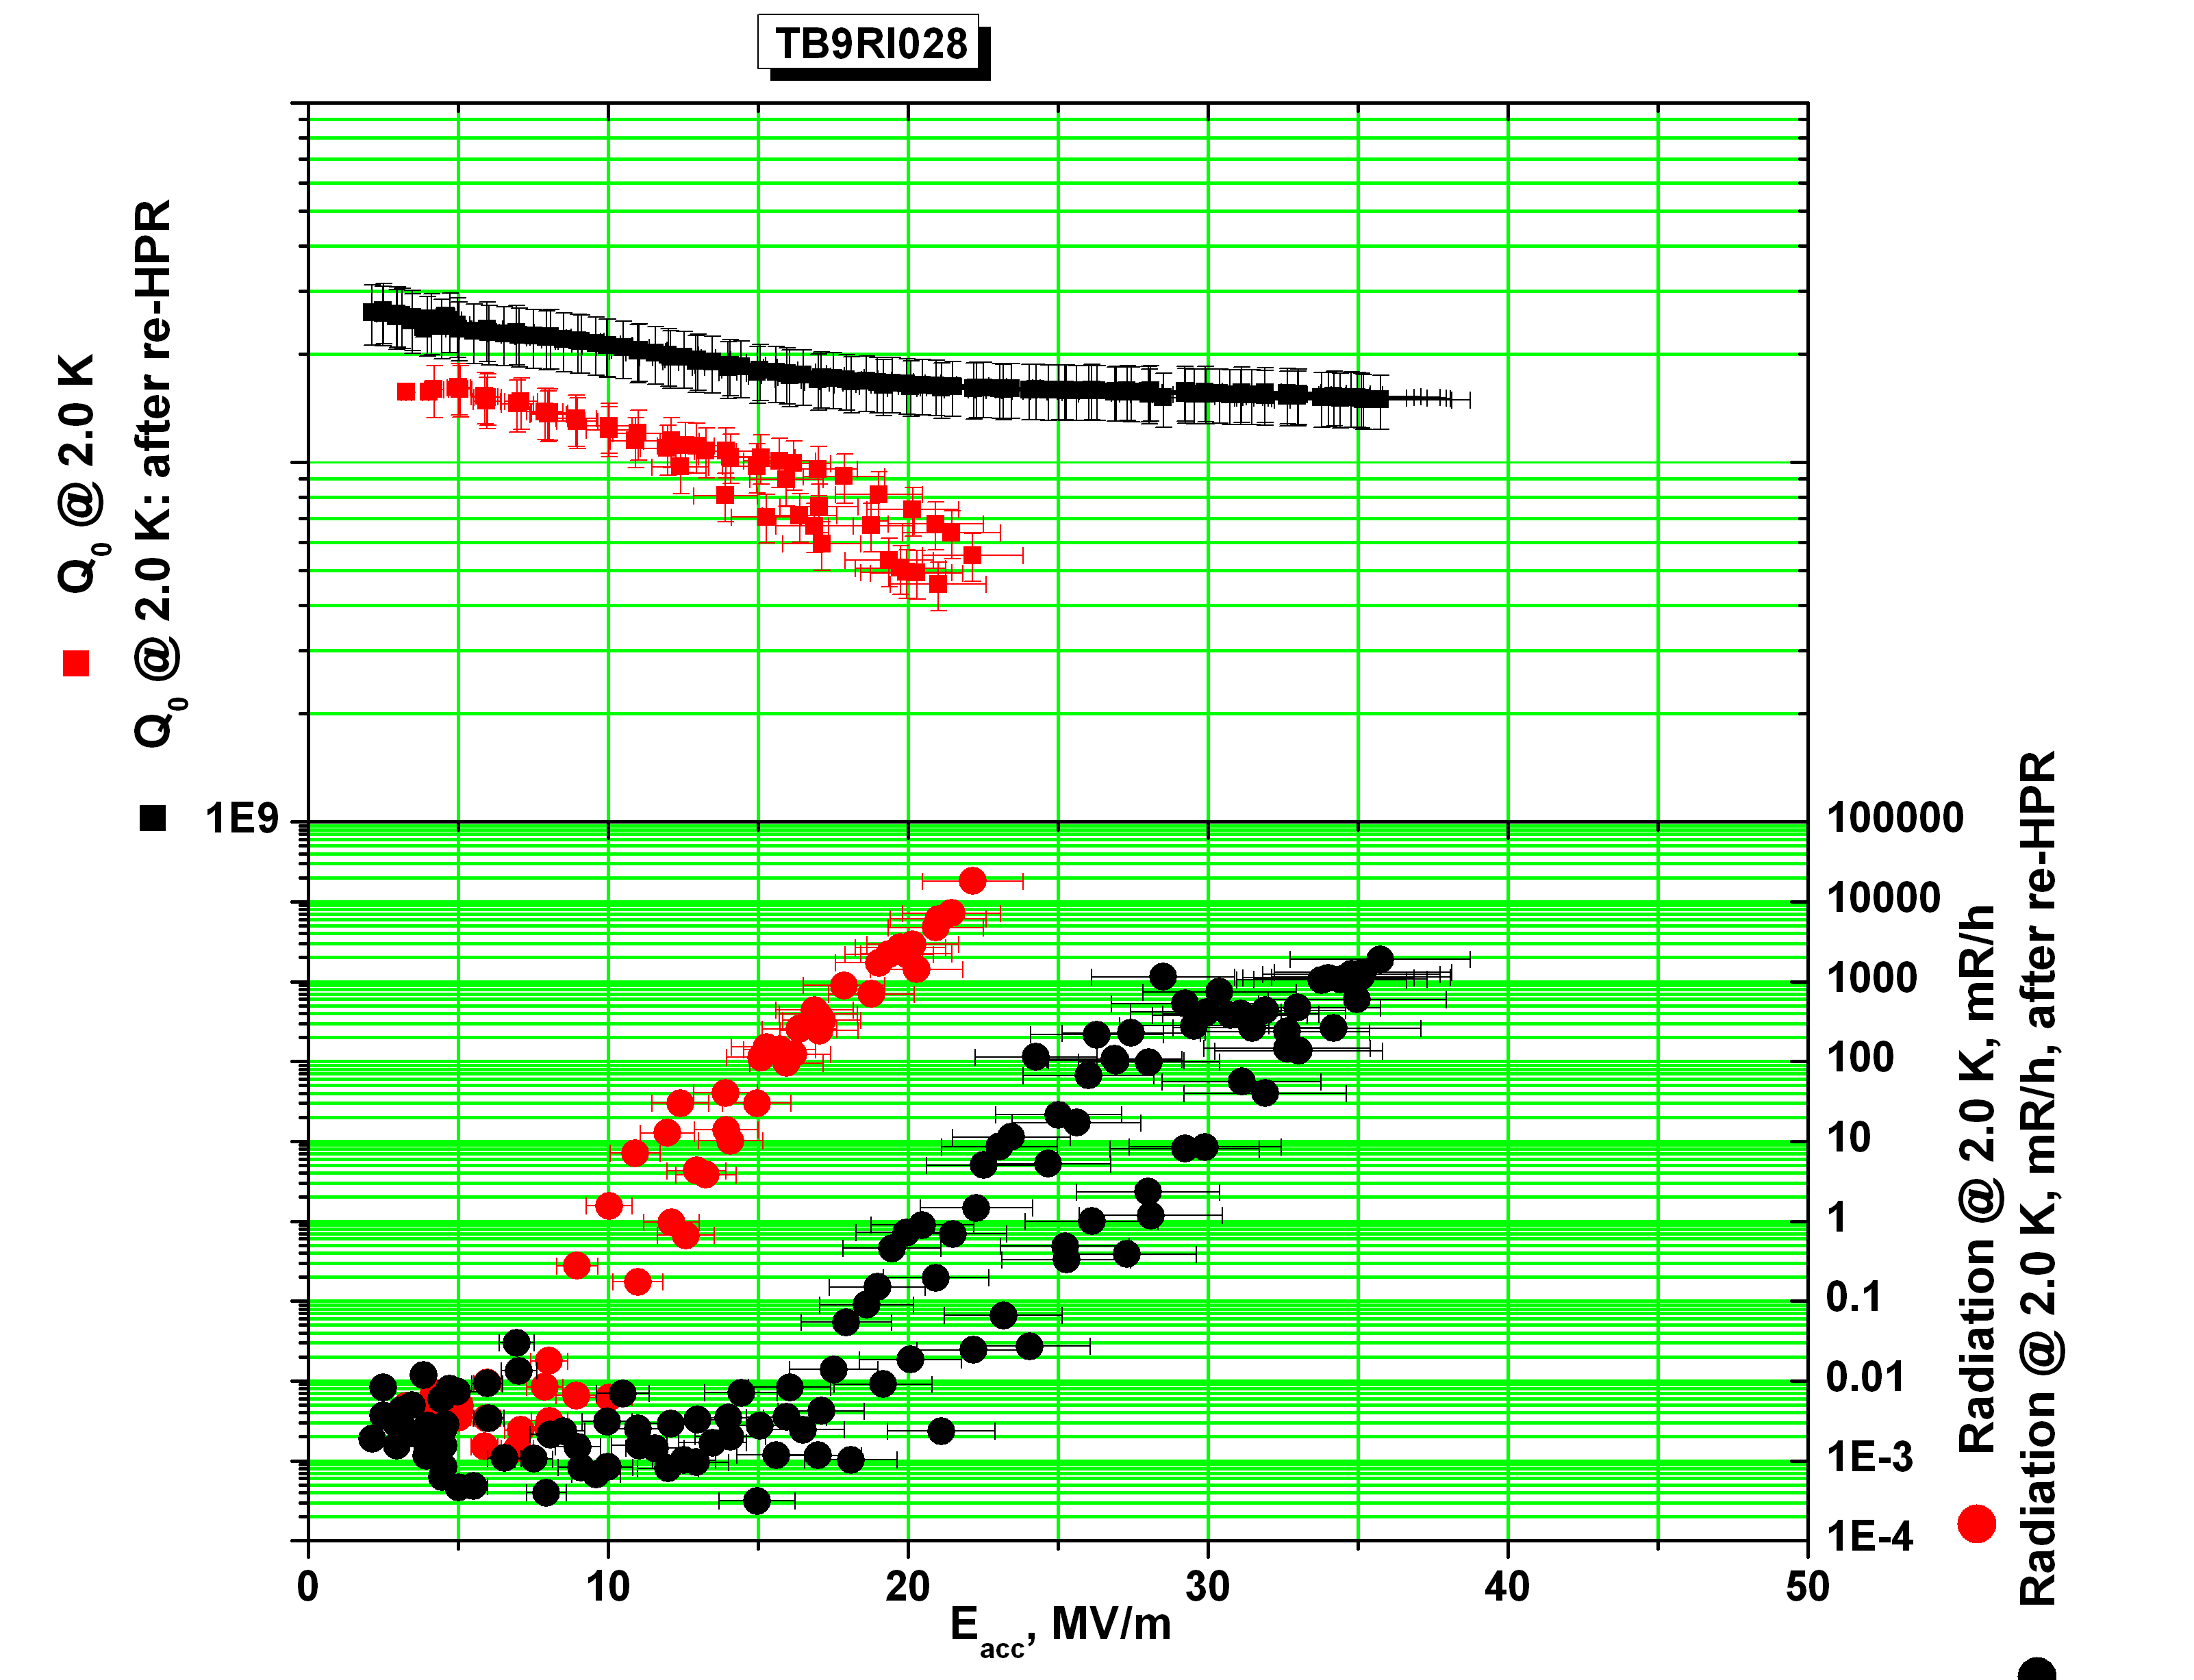 TB9RI028
Q0 @ 2.0 K
Q0 @ 2.0 K: after re-HPR
1E9
100000
10000
1000
100
10
1
0.1
0.01
1E-3
1E-4
Radiation @ 2.0 K, mR/h
Radiation @ 2.0 K, mR/h, after re-HPR
0 10 20 30 40 50
Eacc, MV/m